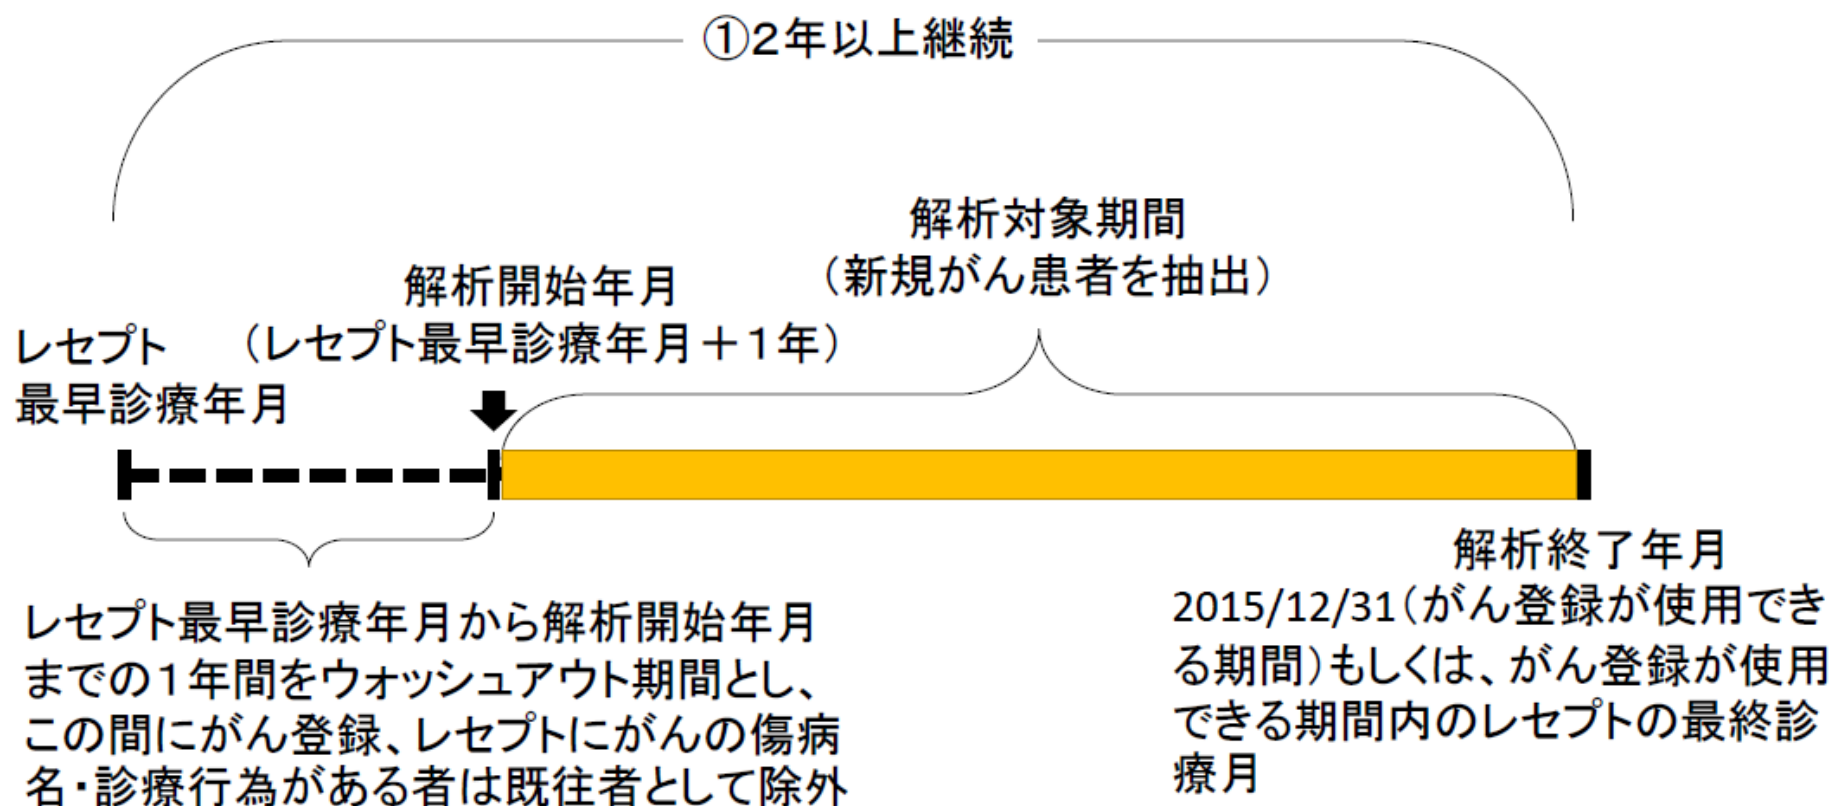 ①2年以上継続
解析対象期間
（新規がん患者を抽出）
解析開始年月
（レセプト最早診療年月＋1年）
レセプト
最早診療年月
レセプト最早診療年月から解析開始年月
までの1年間をウォッシュアウト期間とし、
この間にがん登録、レセプトにがんの傷病
名・診療行為がある者は既往者として除外
解析終了年月
2015/12/31（がん登録が使用でき
る期間）もしくは、がん登録が使用
できる期間内のレセプトの最終診
療月